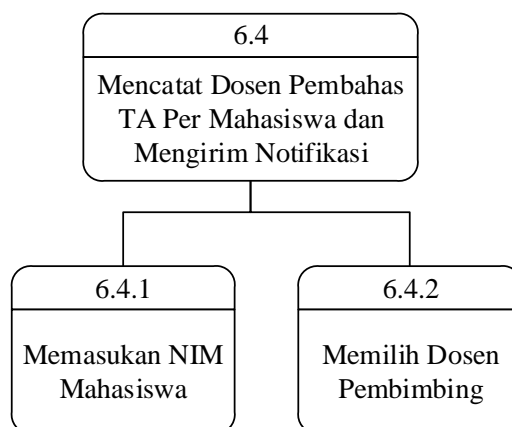 6.4
Mencatat Dosen Pembahas
TA Per Mahasiswa dan
Mengirim Notifikasi
6.4.1
Memasukan NIM
Mahasiswa
6.4.2
Memilih Dosen
Pembimbing